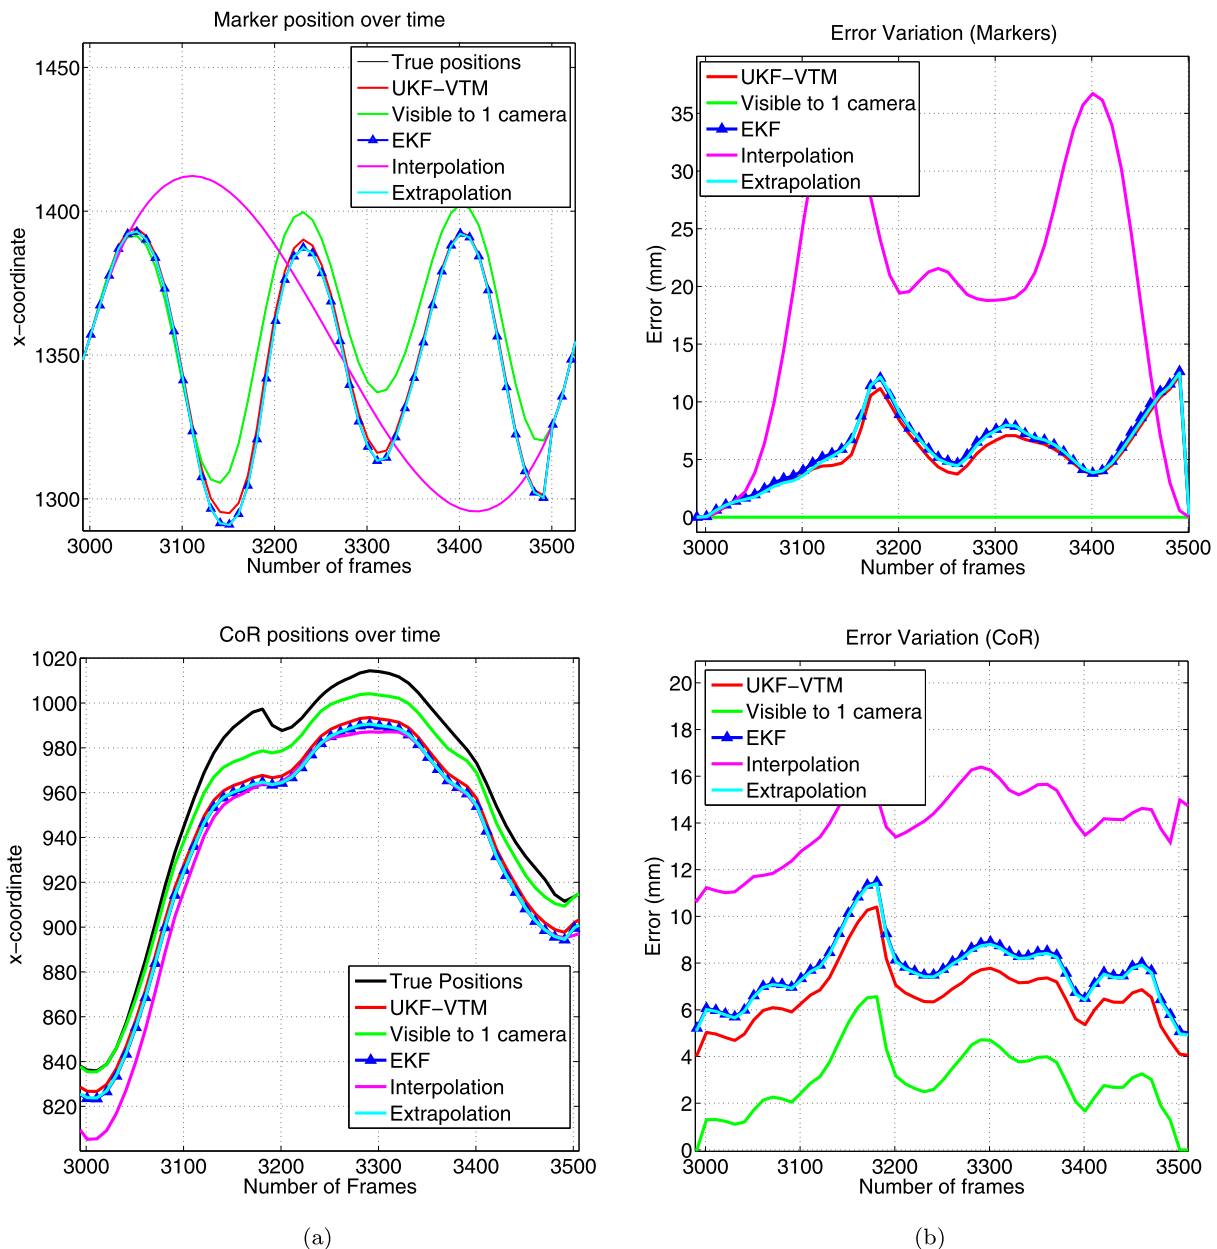 Marker position over time
1450
1400
1350
1300
x−coordinate
3000 3100 3200 3300 3400 3500
Number of frames
True positions
UKF−VTM
Visible to 1 camera
EKF
Interpolation
Extrapolation
Error Variation (Markers)
35
30
25
20
15
10
5
0
Error (mm)
3000 3100 3200 3300 3400 3500
Number of frames
UKF−VTM
Visible to 1 camera
EKF
Interpolation
Extrapolation
CoR positions over time
1020
1000
980
960
940
920
900
880
860
840
820
x−coordinate
3000 3100 3200 3300 3400 3500
Number of Frames
True Positions
UKF−VTM
Visible to 1 camera
EKF
Interpolation
Extrapolation
Error Variation (CoR)
20
18
16
14
12
10
8
6
4
2
0
Error (mm)
3000 3100 3200 3300 3400 3500
Number of frames
UKF−VTM
Visible to 1 camera
EKF
Interpolation
Extrapolation
(a)
(b)